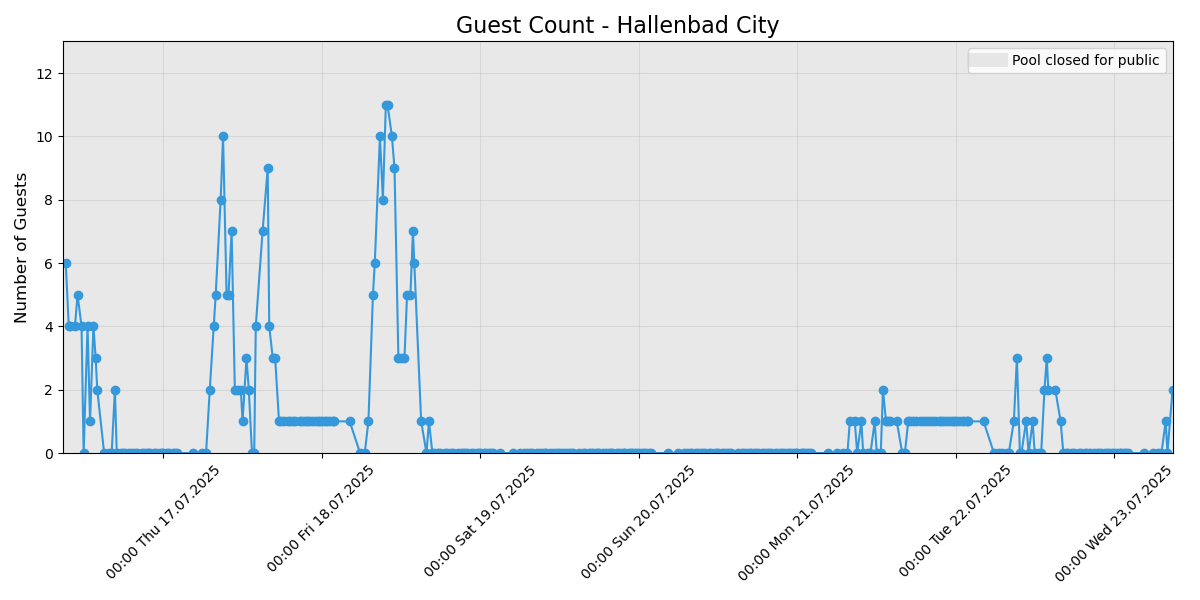 Guest Count - Hallenbad City
Pool closed for public
Number of Guests
12
10
8
6
4
2
0
00:00 Thu 17.07.2025
00:00 Fri 18.07.2025
00:00 Sat 19.07.2025
00:00 Sun 20.07.2025
00:00 Mon 21.07.2025
00:00 Tue 22.07.2025
00:00 Wed 23.07.2025